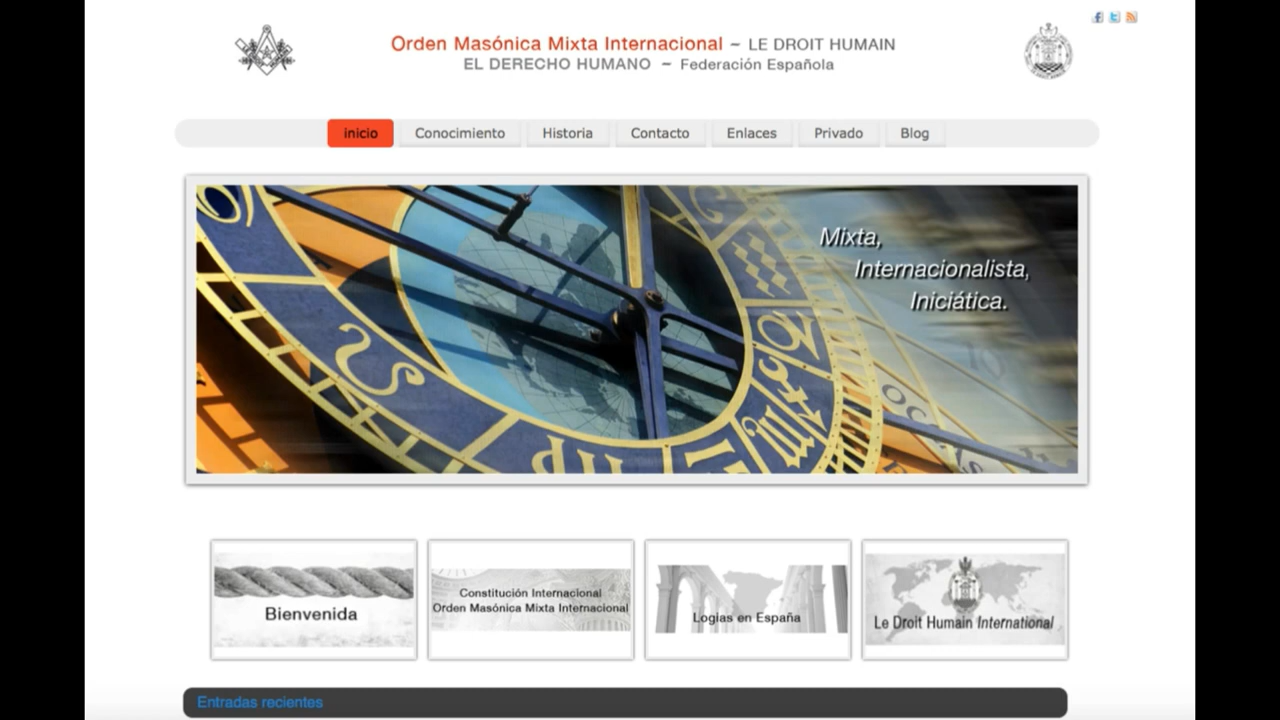 Orden Masónica Mixta Internacional ~ LE DROIT HUMAIN
EL DERECHO HUMANO ~ Federación Española
inicio Conocimiento Historia Contacto Enlaces Privado Blog
Mixta,
Internacionalista,
Iniciática.
Bienvenida
Constitución Internacional
Orden Masónica Mixta Internacional
Logias en España
Le Droit Humain International
Entradas recientes